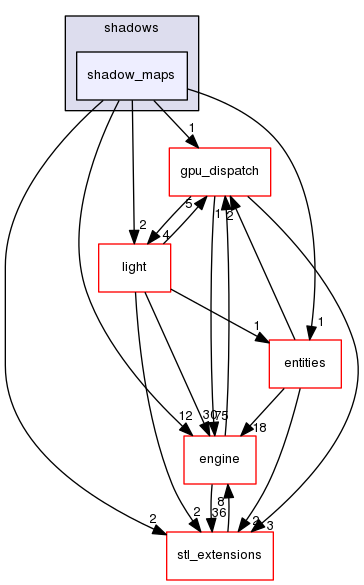 shadows
shadow_maps
1
gpu_dispatch
5
1
2
2
4
light
1
1
entities
12
30
75
18
engine
8
2
36
2
3
2
stl_extensions